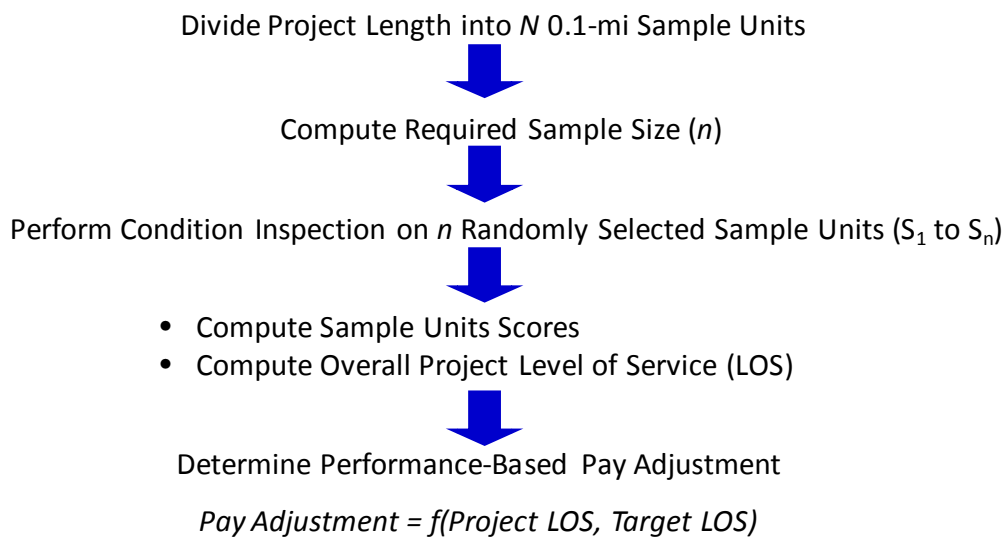 Divide Project Length into N 0.1-mi Sample Units
Compute Required Sample Size (n)
Perform Condition Inspection on n Randomly Selected Sample Units (S1 to Sn)
• Compute Sample Units Scores
• Compute Overall Project Level of Service (LOS)
Determine Performance-Based Pay Adjustment
Pay Adjustment = f(Project LOS, Target LOS)